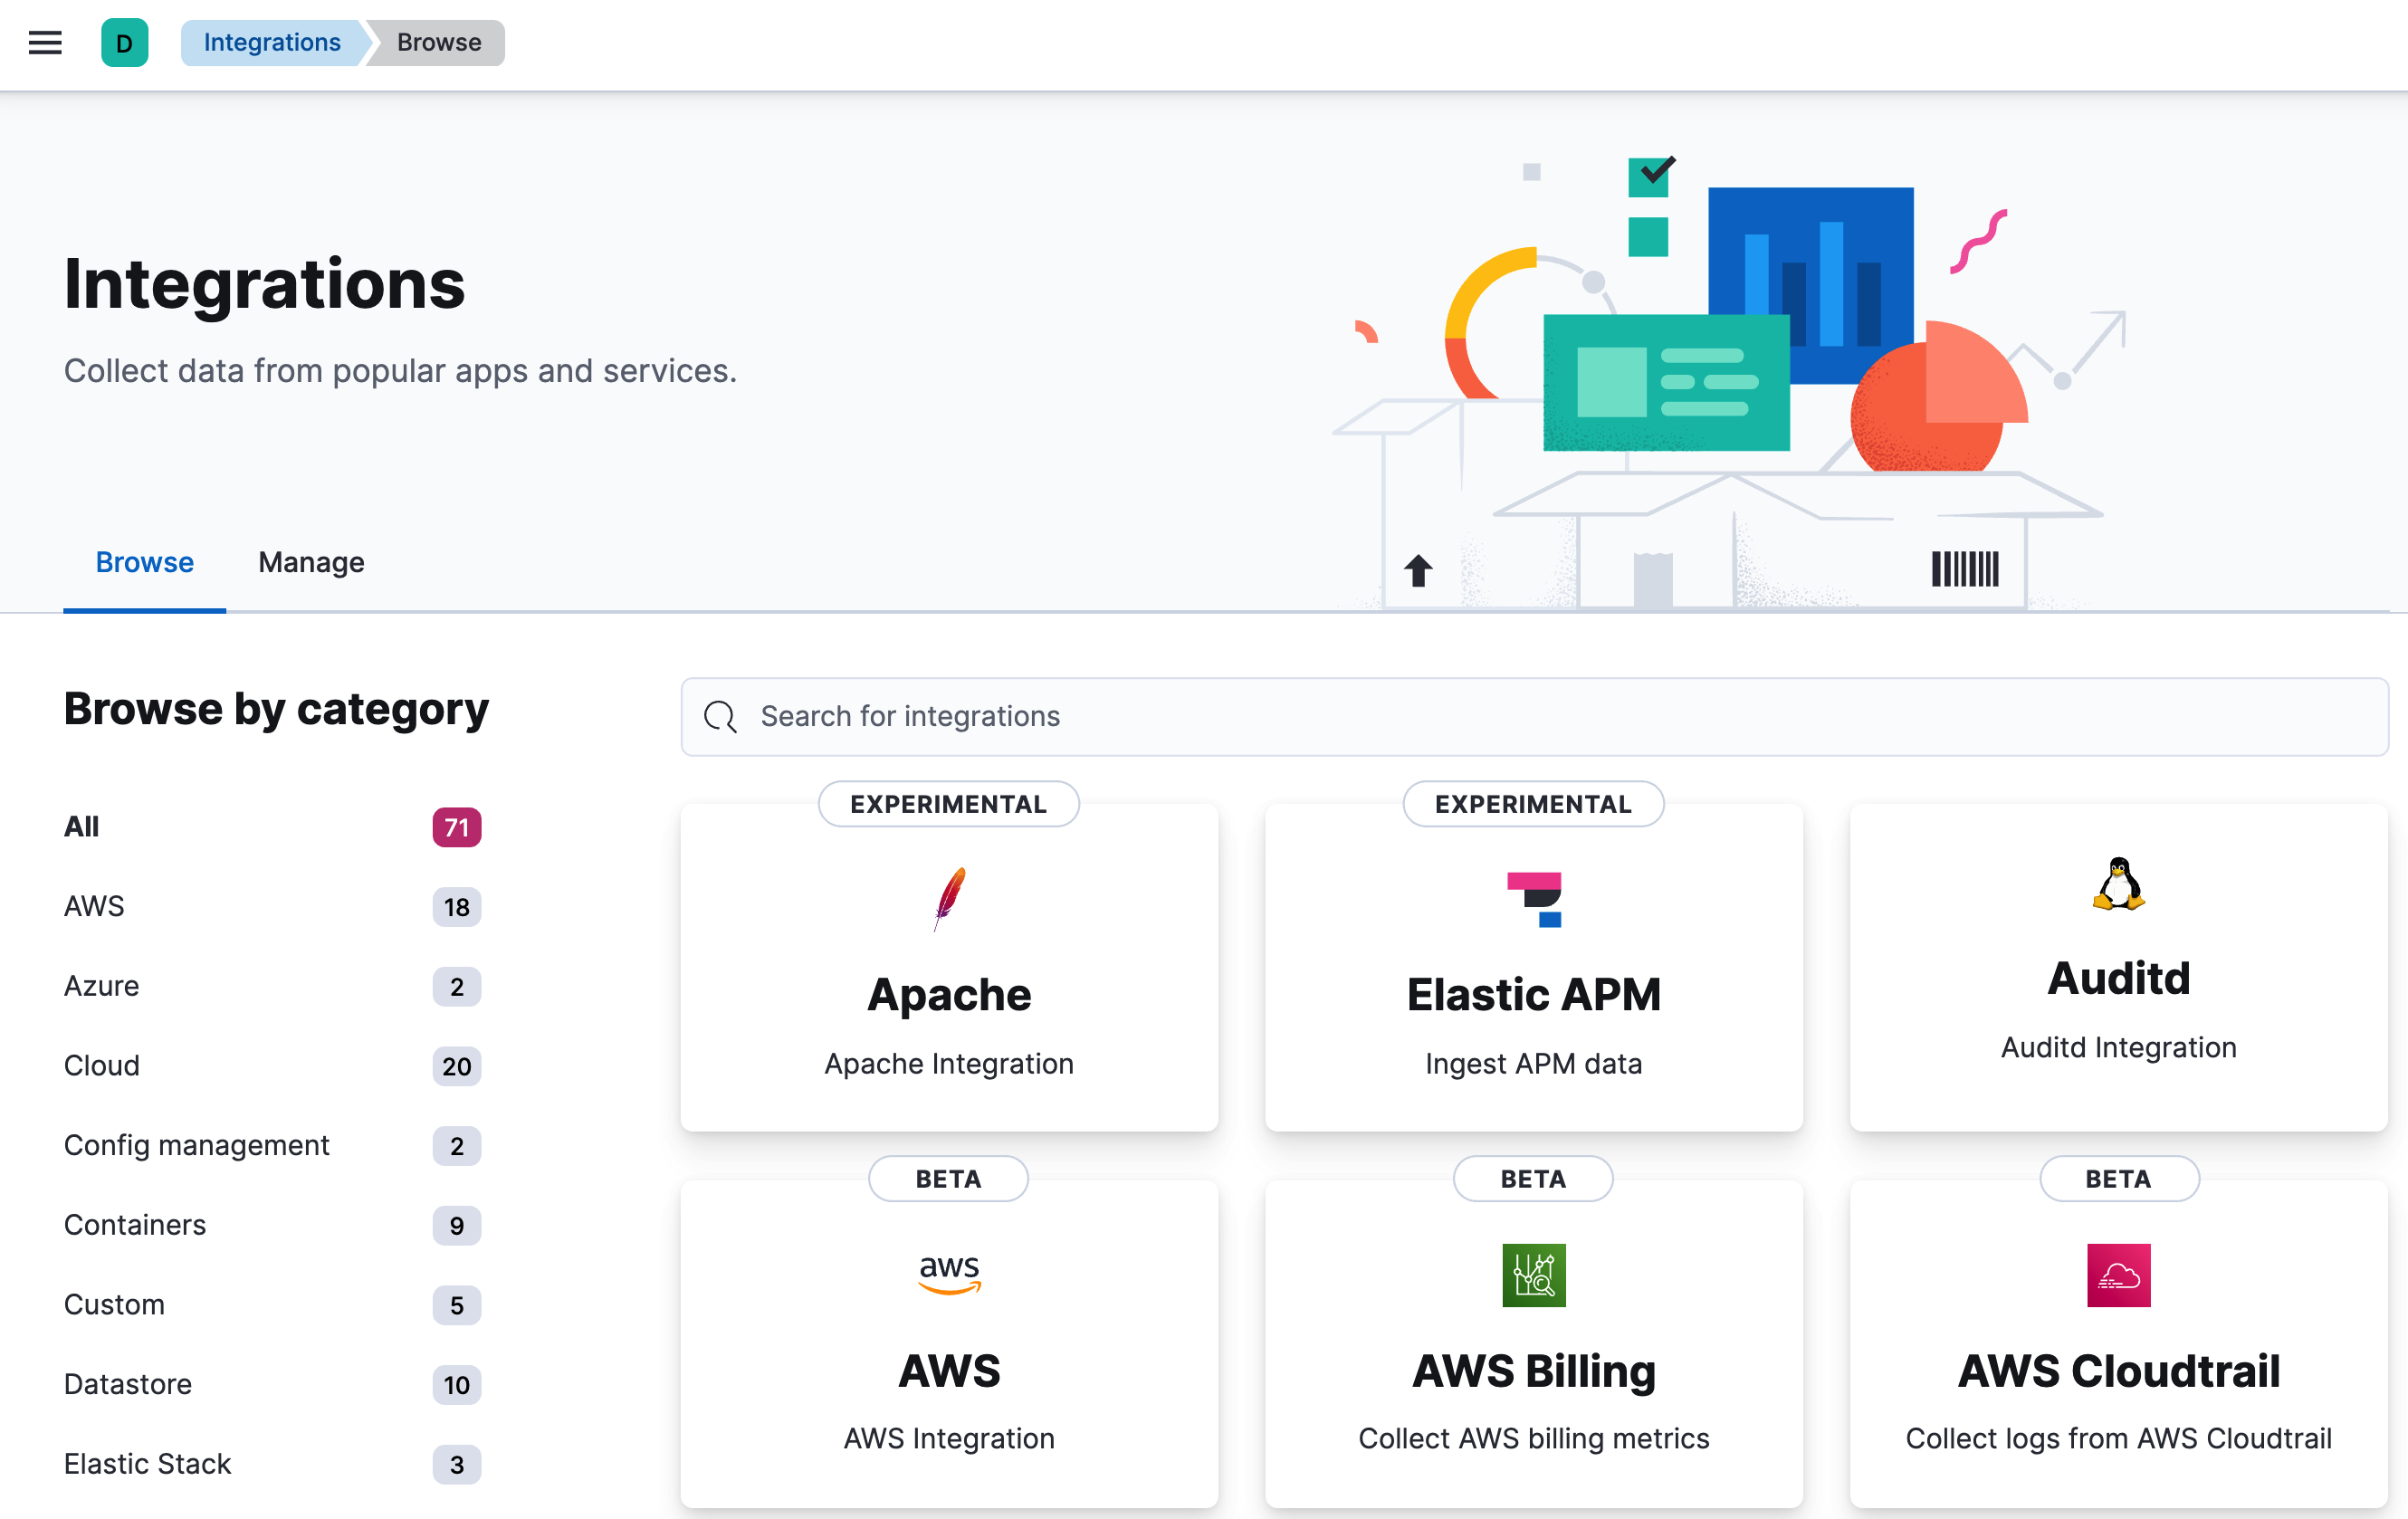 D
Integrations
Browse
Integrations
Collect data from popular apps and services.
Browse
Manage
Browse by category
All 71
AWS 18
Azure 2
Cloud 20
Config management 2
Containers 9
Custom 5
Datastore 10
Elastic Stack 3
Search for integrations
EXPERIMENTAL
Apache
Apache Integration
EXPERIMENTAL
Elastic APM
Ingest APM data
Auditd
Auditd Integration
BETA
aws
AWS
AWS Integration
BETA
AWS Billing
Collect AWS billing metrics
BETA
AWS Cloudtrail
Collect logs from AWS Cloudtrail